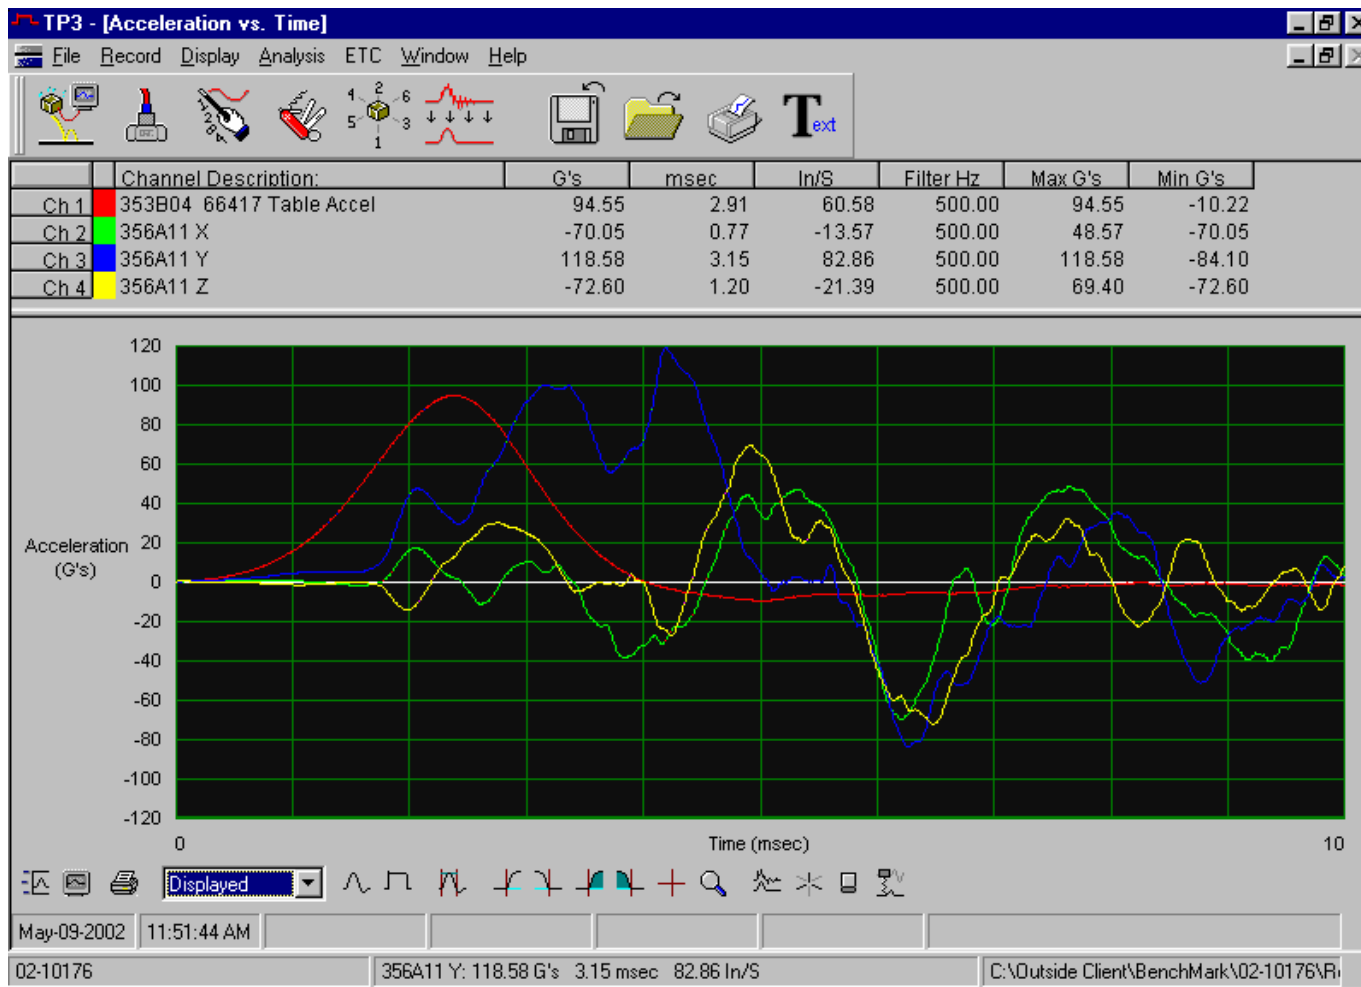 TP3 - [Acceleration vs. Time]
File Record Display Analysis ETC Window Help
4 2 6
5 3
1
Text
Channel Description: G's msec In/S Filter Hz Max G's Min G's
Ch 1 353B04 66417 Table Accel 94.55 2.91 60.58 500.00 94.55 -10.22
Ch 2 356A11 X -70.05 0.77 -13.57 500.00 48.57 -70.05
Ch 3 356A11 Y 118.58 3.15 82.86 500.00 118.58 -84.10
Ch 4 356A11 Z -72.60 1.20 -21.39 500.00 69.40 -72.60
120
100
80
60
40
Acceleration 20
(G's)
0
-20
-40
-60
-80
-100
-120
0 Time (msec) 10
Displayed
May-09-2002 11:51:44 AM
02-10176 356A11 Y: 118.58 G's 3.15 msec 82.86 In/S C:\Outside Client\BenchMark\02-10176\R